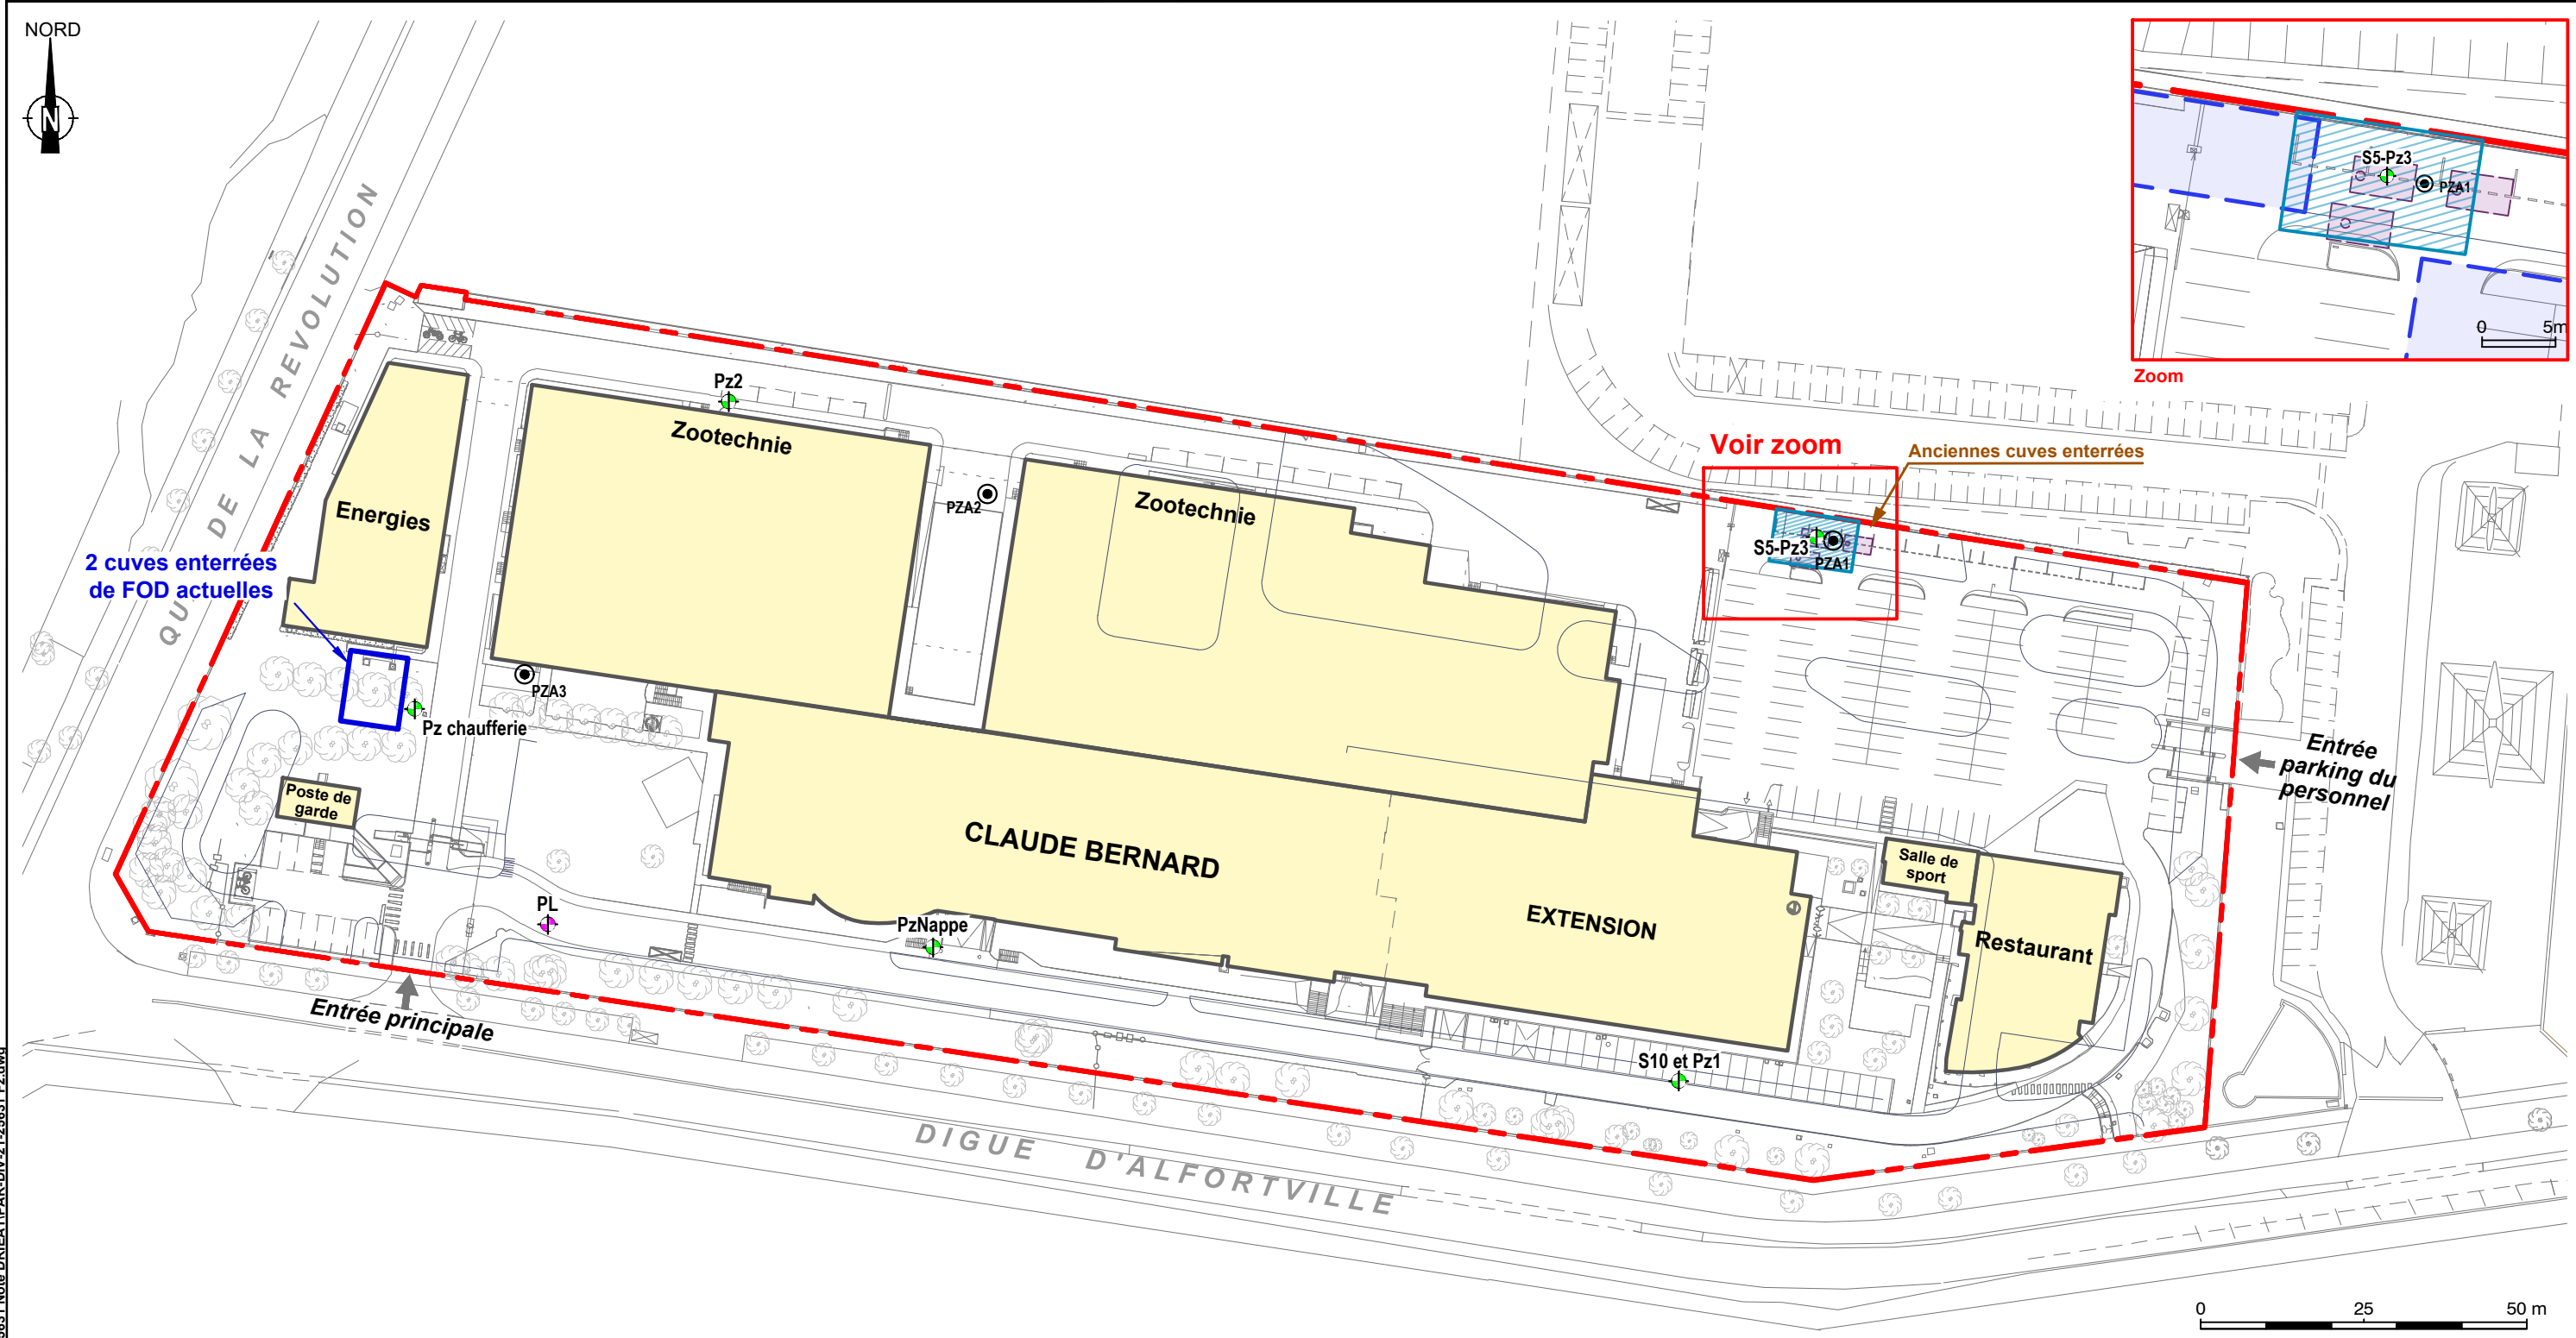 NORD
N
QUAI DE LA REVOLUTION
S5-Pz3
PZA1
0 5m
Zoom
Pz2
Zootechnie
Energies
PZA2
Zootechnie
Voir zoom
Anciennes cuves enterrées
S5-Pz3
PZA1
2 cuves enterrées
de FOD actuelles
PZA3
Pz chaufferie
Poste de
garde
Entrée
parking du
personnel
CLAUDE BERNARD
Salle de
sport
EXTENSION
Restaurant
PL
PzNappe
Entrée principale
S10 et Pz1
DIGUE D'ALFORTVILLE
0 25 50 m